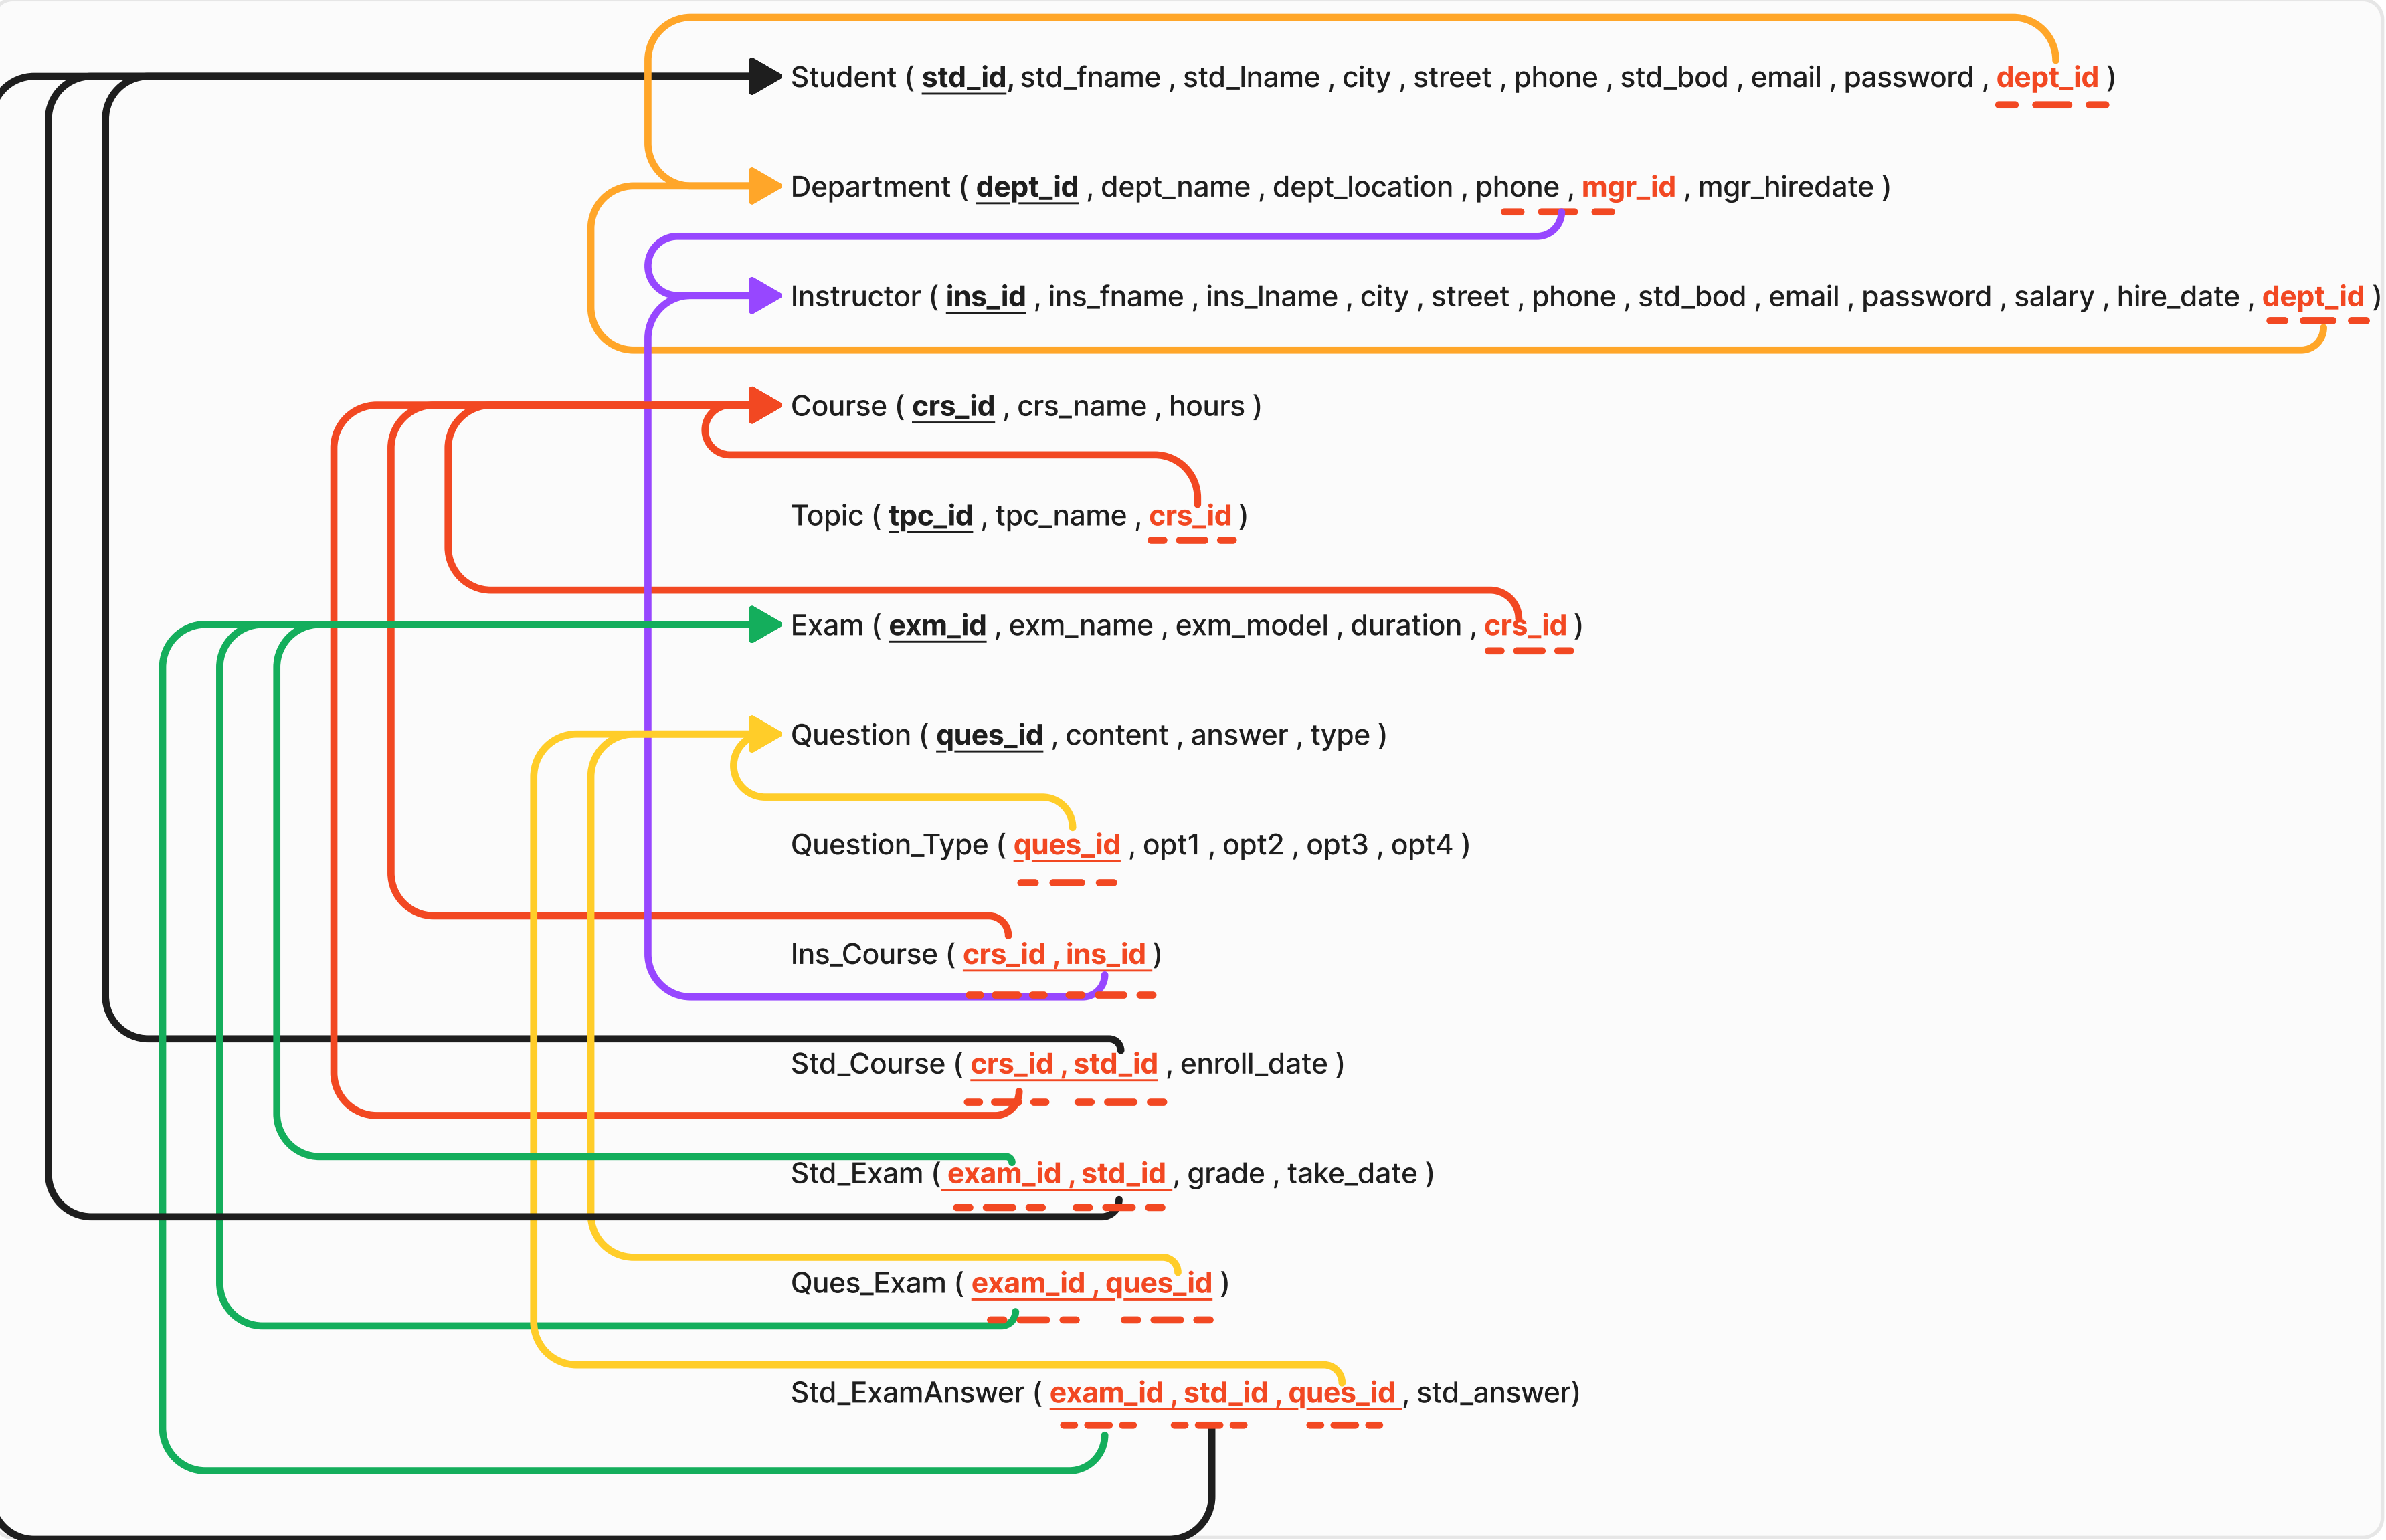 Student ( std_id, std_fname , std_lname , city , street , phone , std_bod , email , password , dept_id )
Department ( dept_id , dept_name , dept_location , phone , mgr_id , mgr_hiredate )
Instructor ( ins_id , ins_fname , ins_lname , city , street , phone , std_bod , email , password , salary , hire_date , dept_id )
Course ( crs_id , crs_name , hours )
Topic ( tpc_id , tpc_name , crs_id )
Exam ( exm_id , exm_name , exm_model , duration , crs_id )
Question ( ques_id , content , answer , type )
Question_Type ( ques_id , opt1 , opt2 , opt3 , opt4 )
Ins_Course ( crs_id , ins_id )
Std_Course ( crs_id , std_id , enroll_date )
Std_Exam ( exam_id , std_id , grade , take_date )
Ques_Exam ( exam_id , ques_id )
Std_ExamAnswer ( exam_id , std_id , ques_id , std_answer)